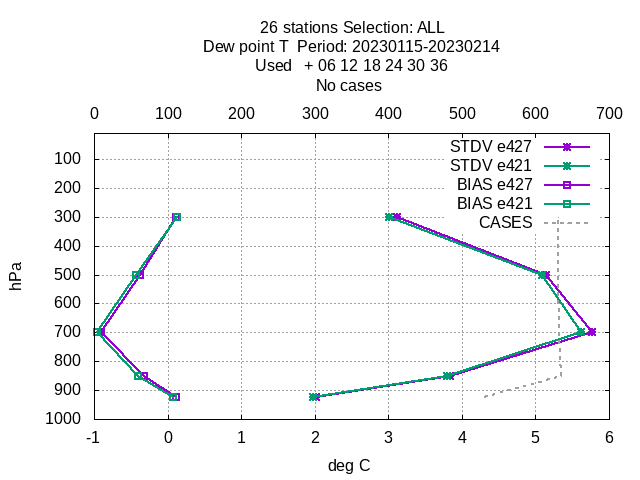 26 stations Selection: ALL
Dew point T  Period: 20230115-20230214
Used   + 06 12 18 24 30 36
No cases
0 100 200 300 400 500 600 700
STDV e427
STDV e421
BIAS e427
BIAS e421
CASES
100
200
300
400
500
600
700
800
900
1000
hPa
-1 0 1 2 3 4 5 6
deg C